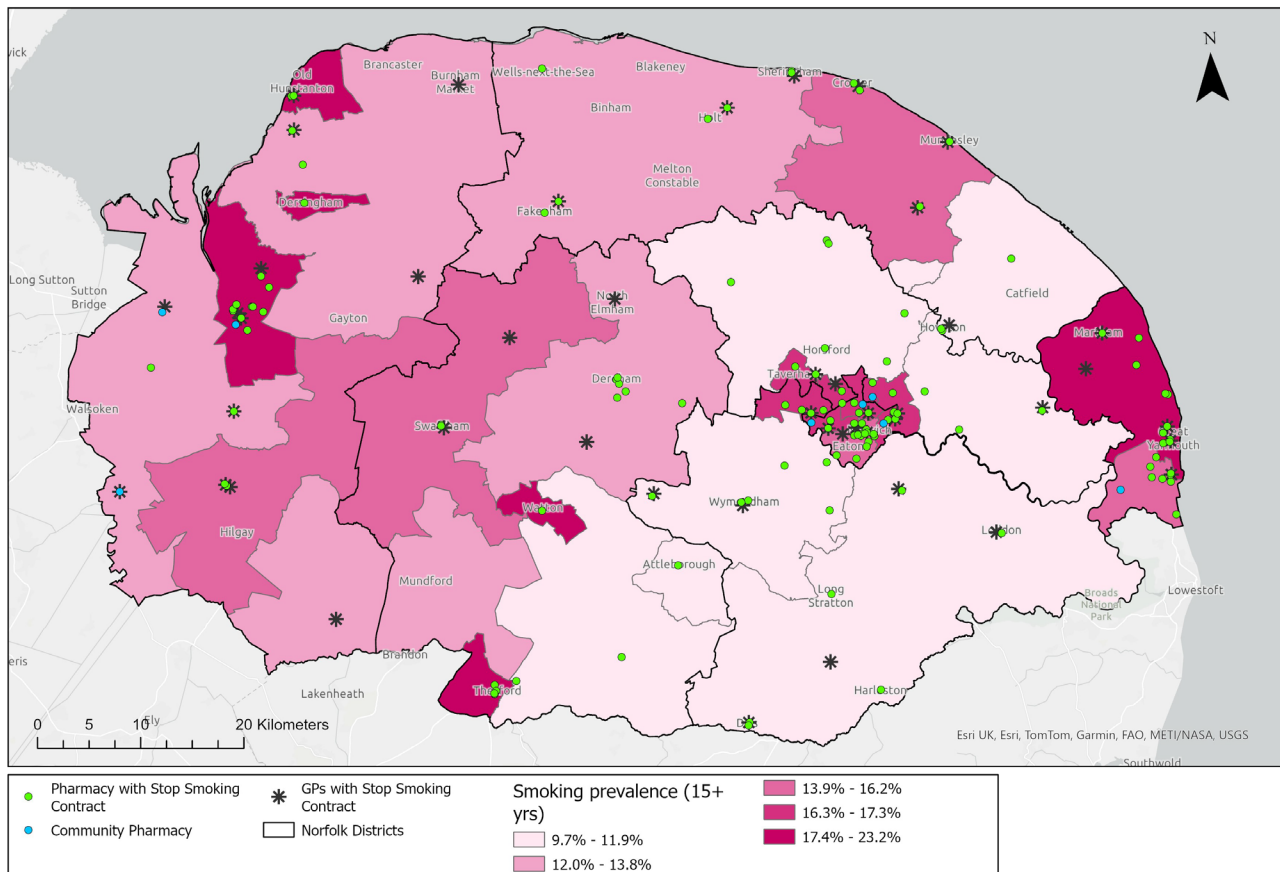 wick
N
Old
Hunstanton
Brancaster
Burnham
Market
Wells-next-the-Sea
Blakeney
Sheringham
Cromer
Binham
Holt
Mundesley
Melton
Constable
Dersingham
Fakenham
Long Sutton
Sutton
Bridge
Gayton
North
Elmham
Catfield
Hoveton
Martham
Horsford
Taverham
Dereham
Walsoken
Swaffham
Norwich
Eaton
Great
Yarmouth
Watton
Wymondham
Hilgay
Loddon
Attleborough
Mundford
Long
Stratton
Broads
National
Park
Lowestoft
Brandon
eris
Lakenheath
Thetford
Harleston
Diss
0 5 10 20 Kilometers
Ely
Esri UK, Esri, TomTom, Garmin, FAO, METI/NASA, USGS
Southwold
Pharmacy with Stop Smoking
Contract
Community Pharmacy
GPs with Stop Smoking
Contract
Norfolk Districts
Smoking prevalence (15+
yrs)
9.7% - 11.9%
12.0% - 13.8%
13.9% - 16.2%
16.3% - 17.3%
17.4% - 23.2%